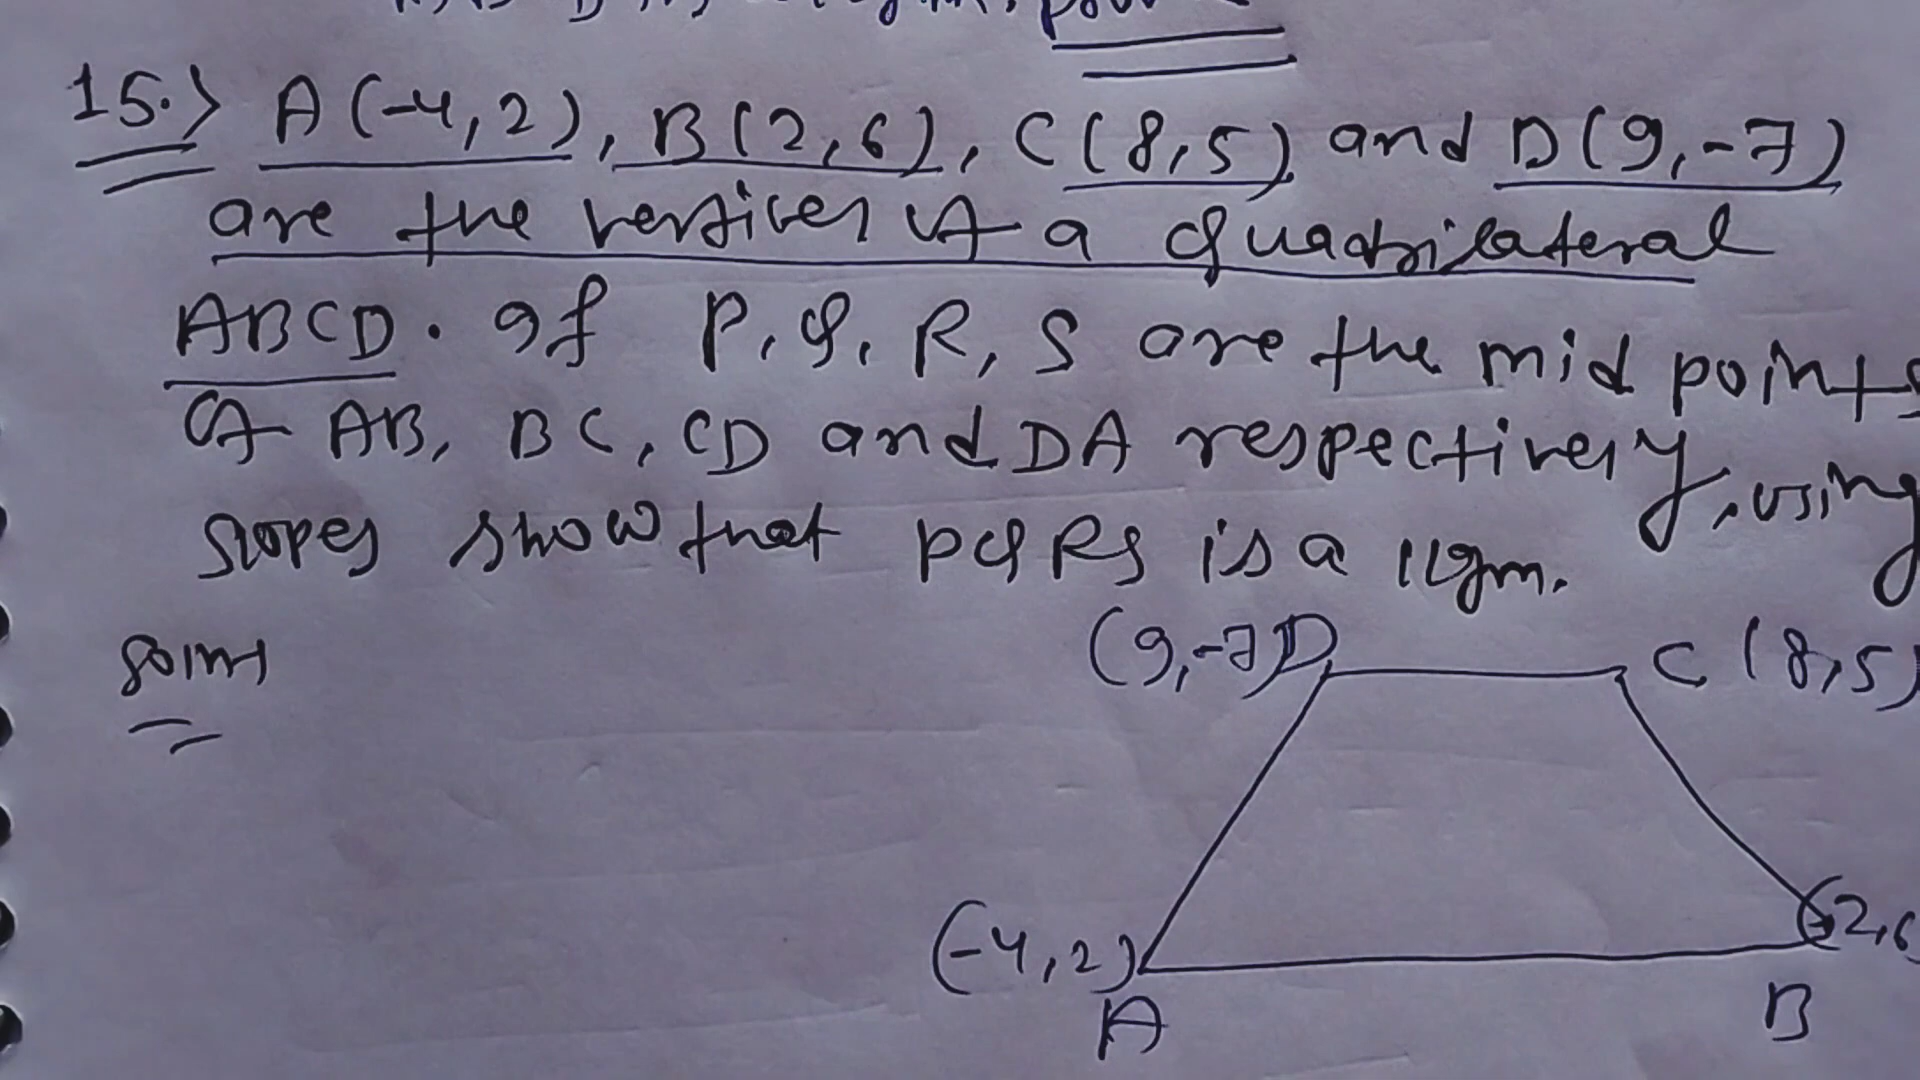 15.) A(-4,2), B(2,6), C(8,5) and D(9,-7)
are the vertices of a quadrilateral
ABCD. If P, Q, R, S are the mid points
of AB, BC, CD and DA respectively, using
slopes show that PQRS is a llgm.
Soln
(9,-7)D C (8,5)
(-4,2) (2,6
A B